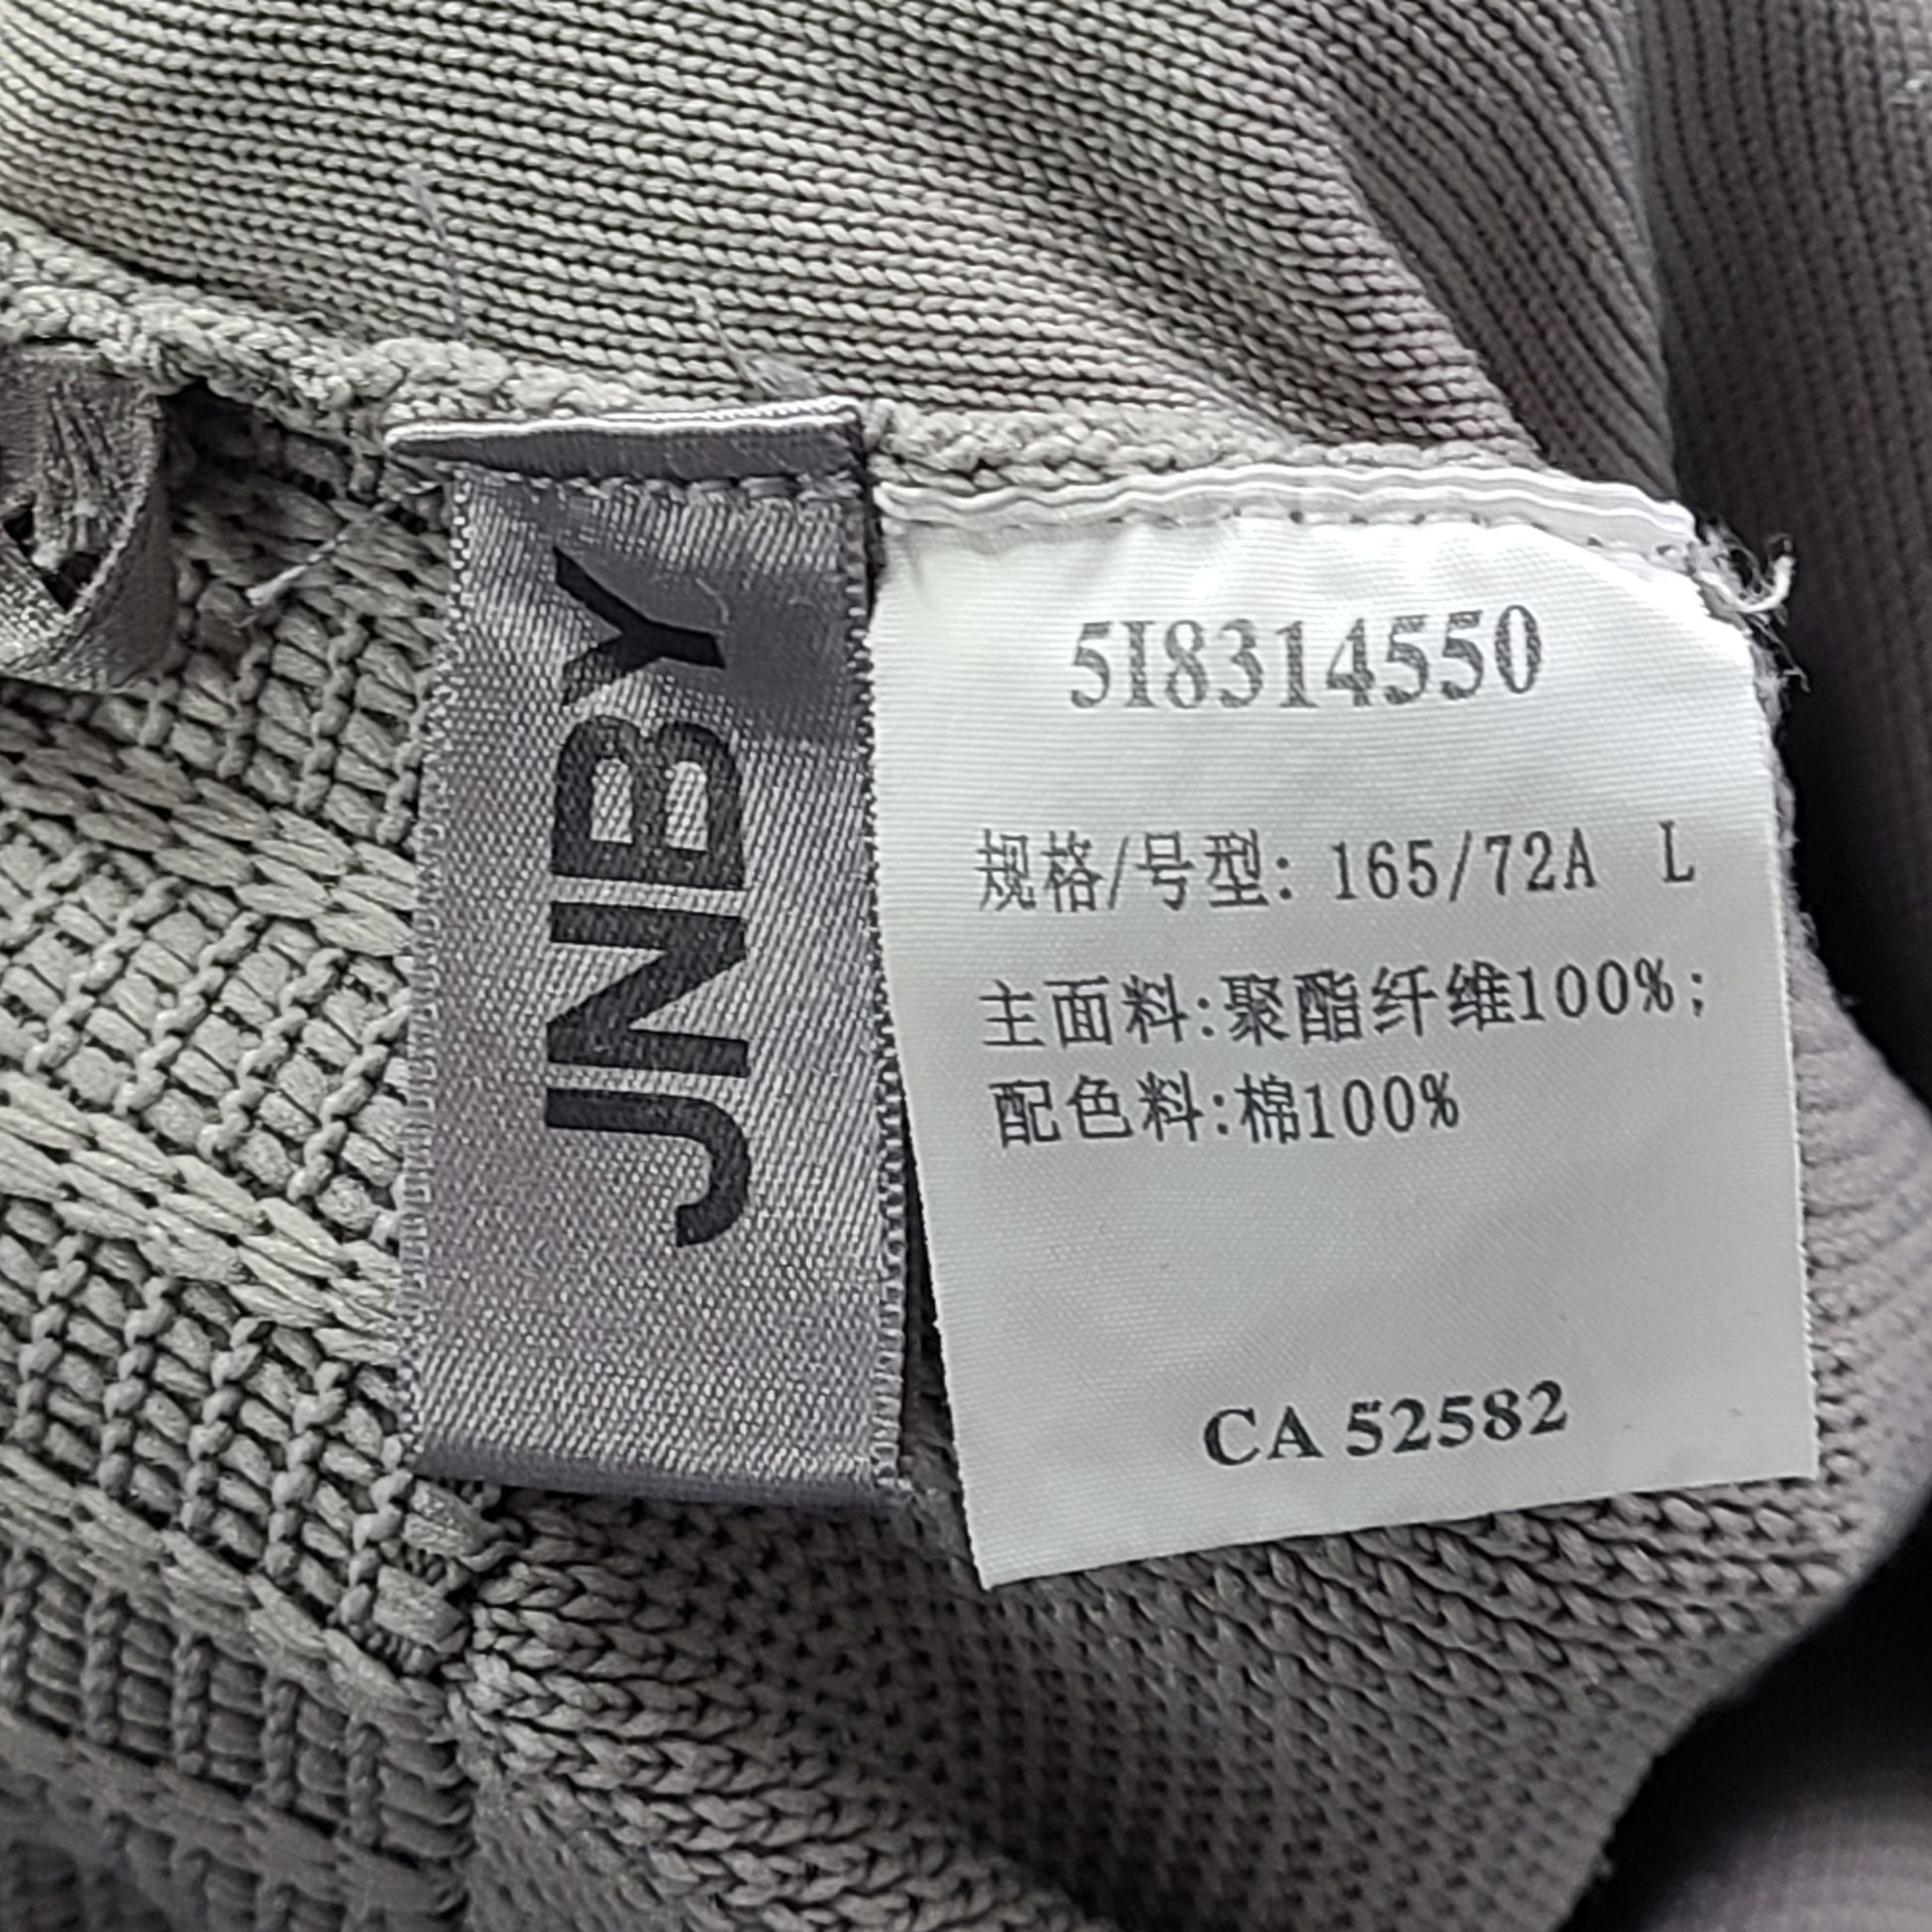 JNBY
5I8314550
规格/号型: 165/72A L
主面料:聚酯纤维100%;
配色料:棉100%
CA 52582